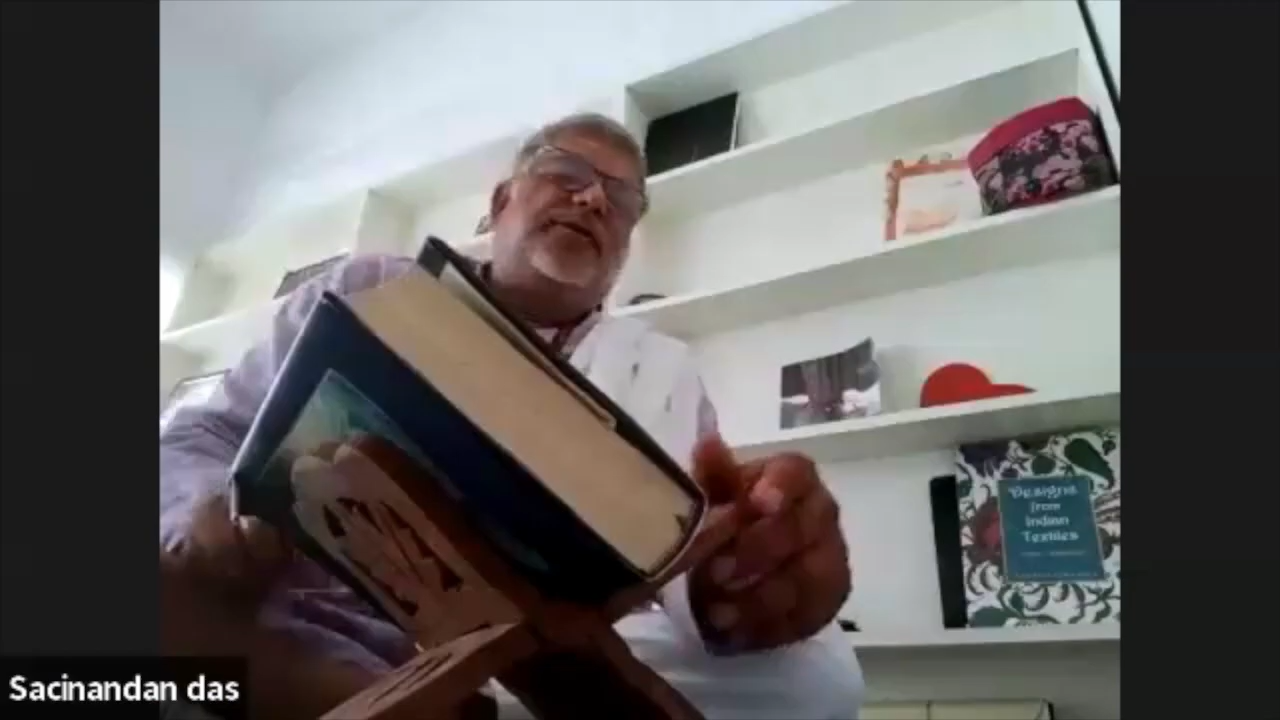 Designs
from
Indian
Textiles
Sacinandan das